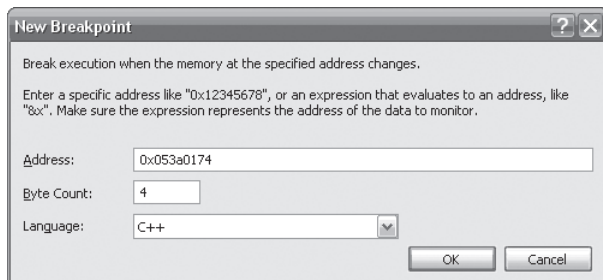 New Breakpoint
Break execution when the memory at the specified address changes.
Enter a specific address like "0x12345678", or an expression that evaluates to an address, like
"&x". Make sure the expression represents the address of the data to monitor.
Address: 0x053a0174
Byte Count: 4
Language: C++
OK Cancel